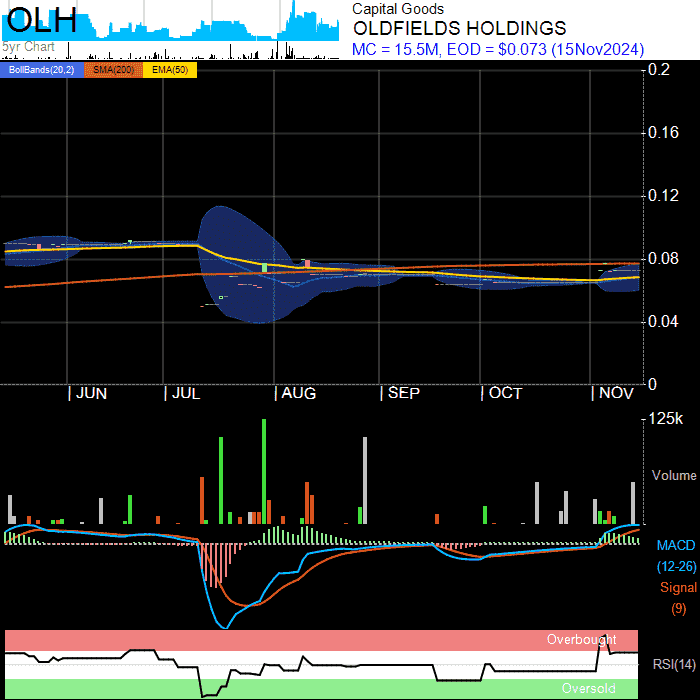 OLH
5yr Chart
Capital Goods
OLDFIELDS HOLDINGS
MC = 15.5M, EOD = $0.073 (15Nov2024)
BollBands(20,2) SMA(200) EMA(50)
0.2
0.16
0.12
0.08
0.04
0
| JUN | JUL | AUG | SEP | OCT | NOV
125k
Volume
MACD
(12-26)
Signal
(9)
Overbought
RSI(14)
Oversold